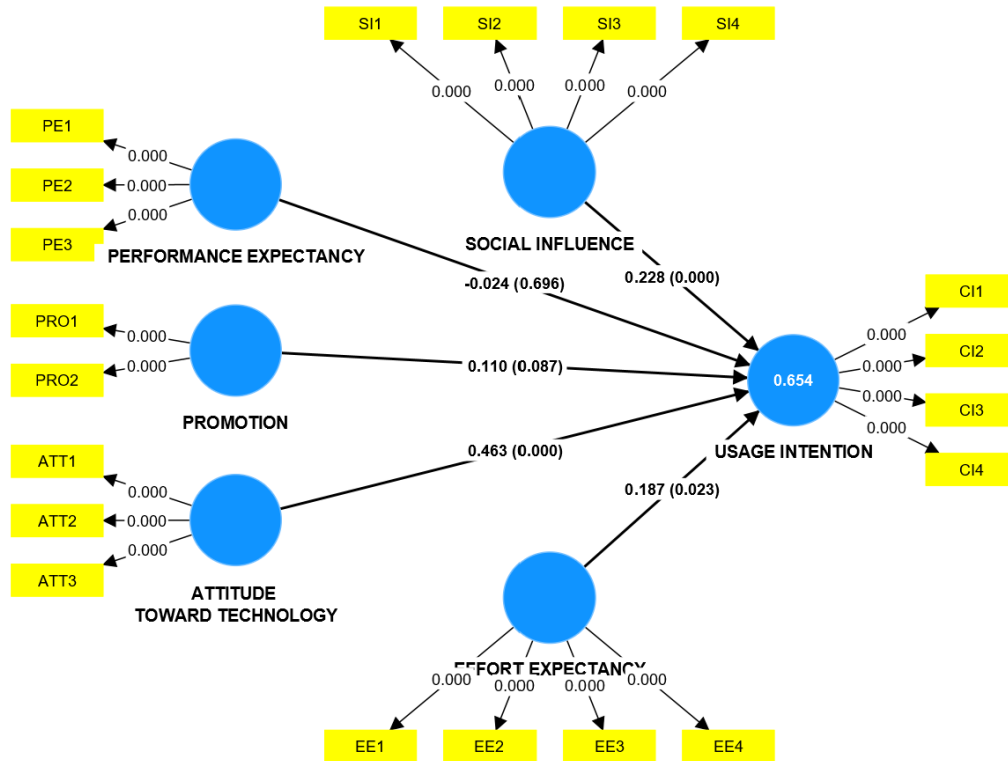 SI1
SI2
SI3
SI4
0.000
0.000
0.000
0.000
SOCIAL INFLUENCE
PE1
PE2
PE3
0.000
0.000
0.000
PERFORMANCE EXPECTANCY
-0.024 (0.696)
0.228 (0.000)
PRO1
PRO2
0.000
0.000
PROMOTION
0.110 (0.087)
ATT1
ATT2
ATT3
0.000
0.000
0.000
ATTITUDE
TOWARD TECHNOLOGY
0.463 (0.000)
0.654
USAGE INTENTION
0.000
0.000
0.000
0.000
CI1
CI2
CI3
CI4
0.187 (0.023)
EFFORT EXPECTANCY
0.000
0.000
0.000
0.000
EE1
EE2
EE3
EE4